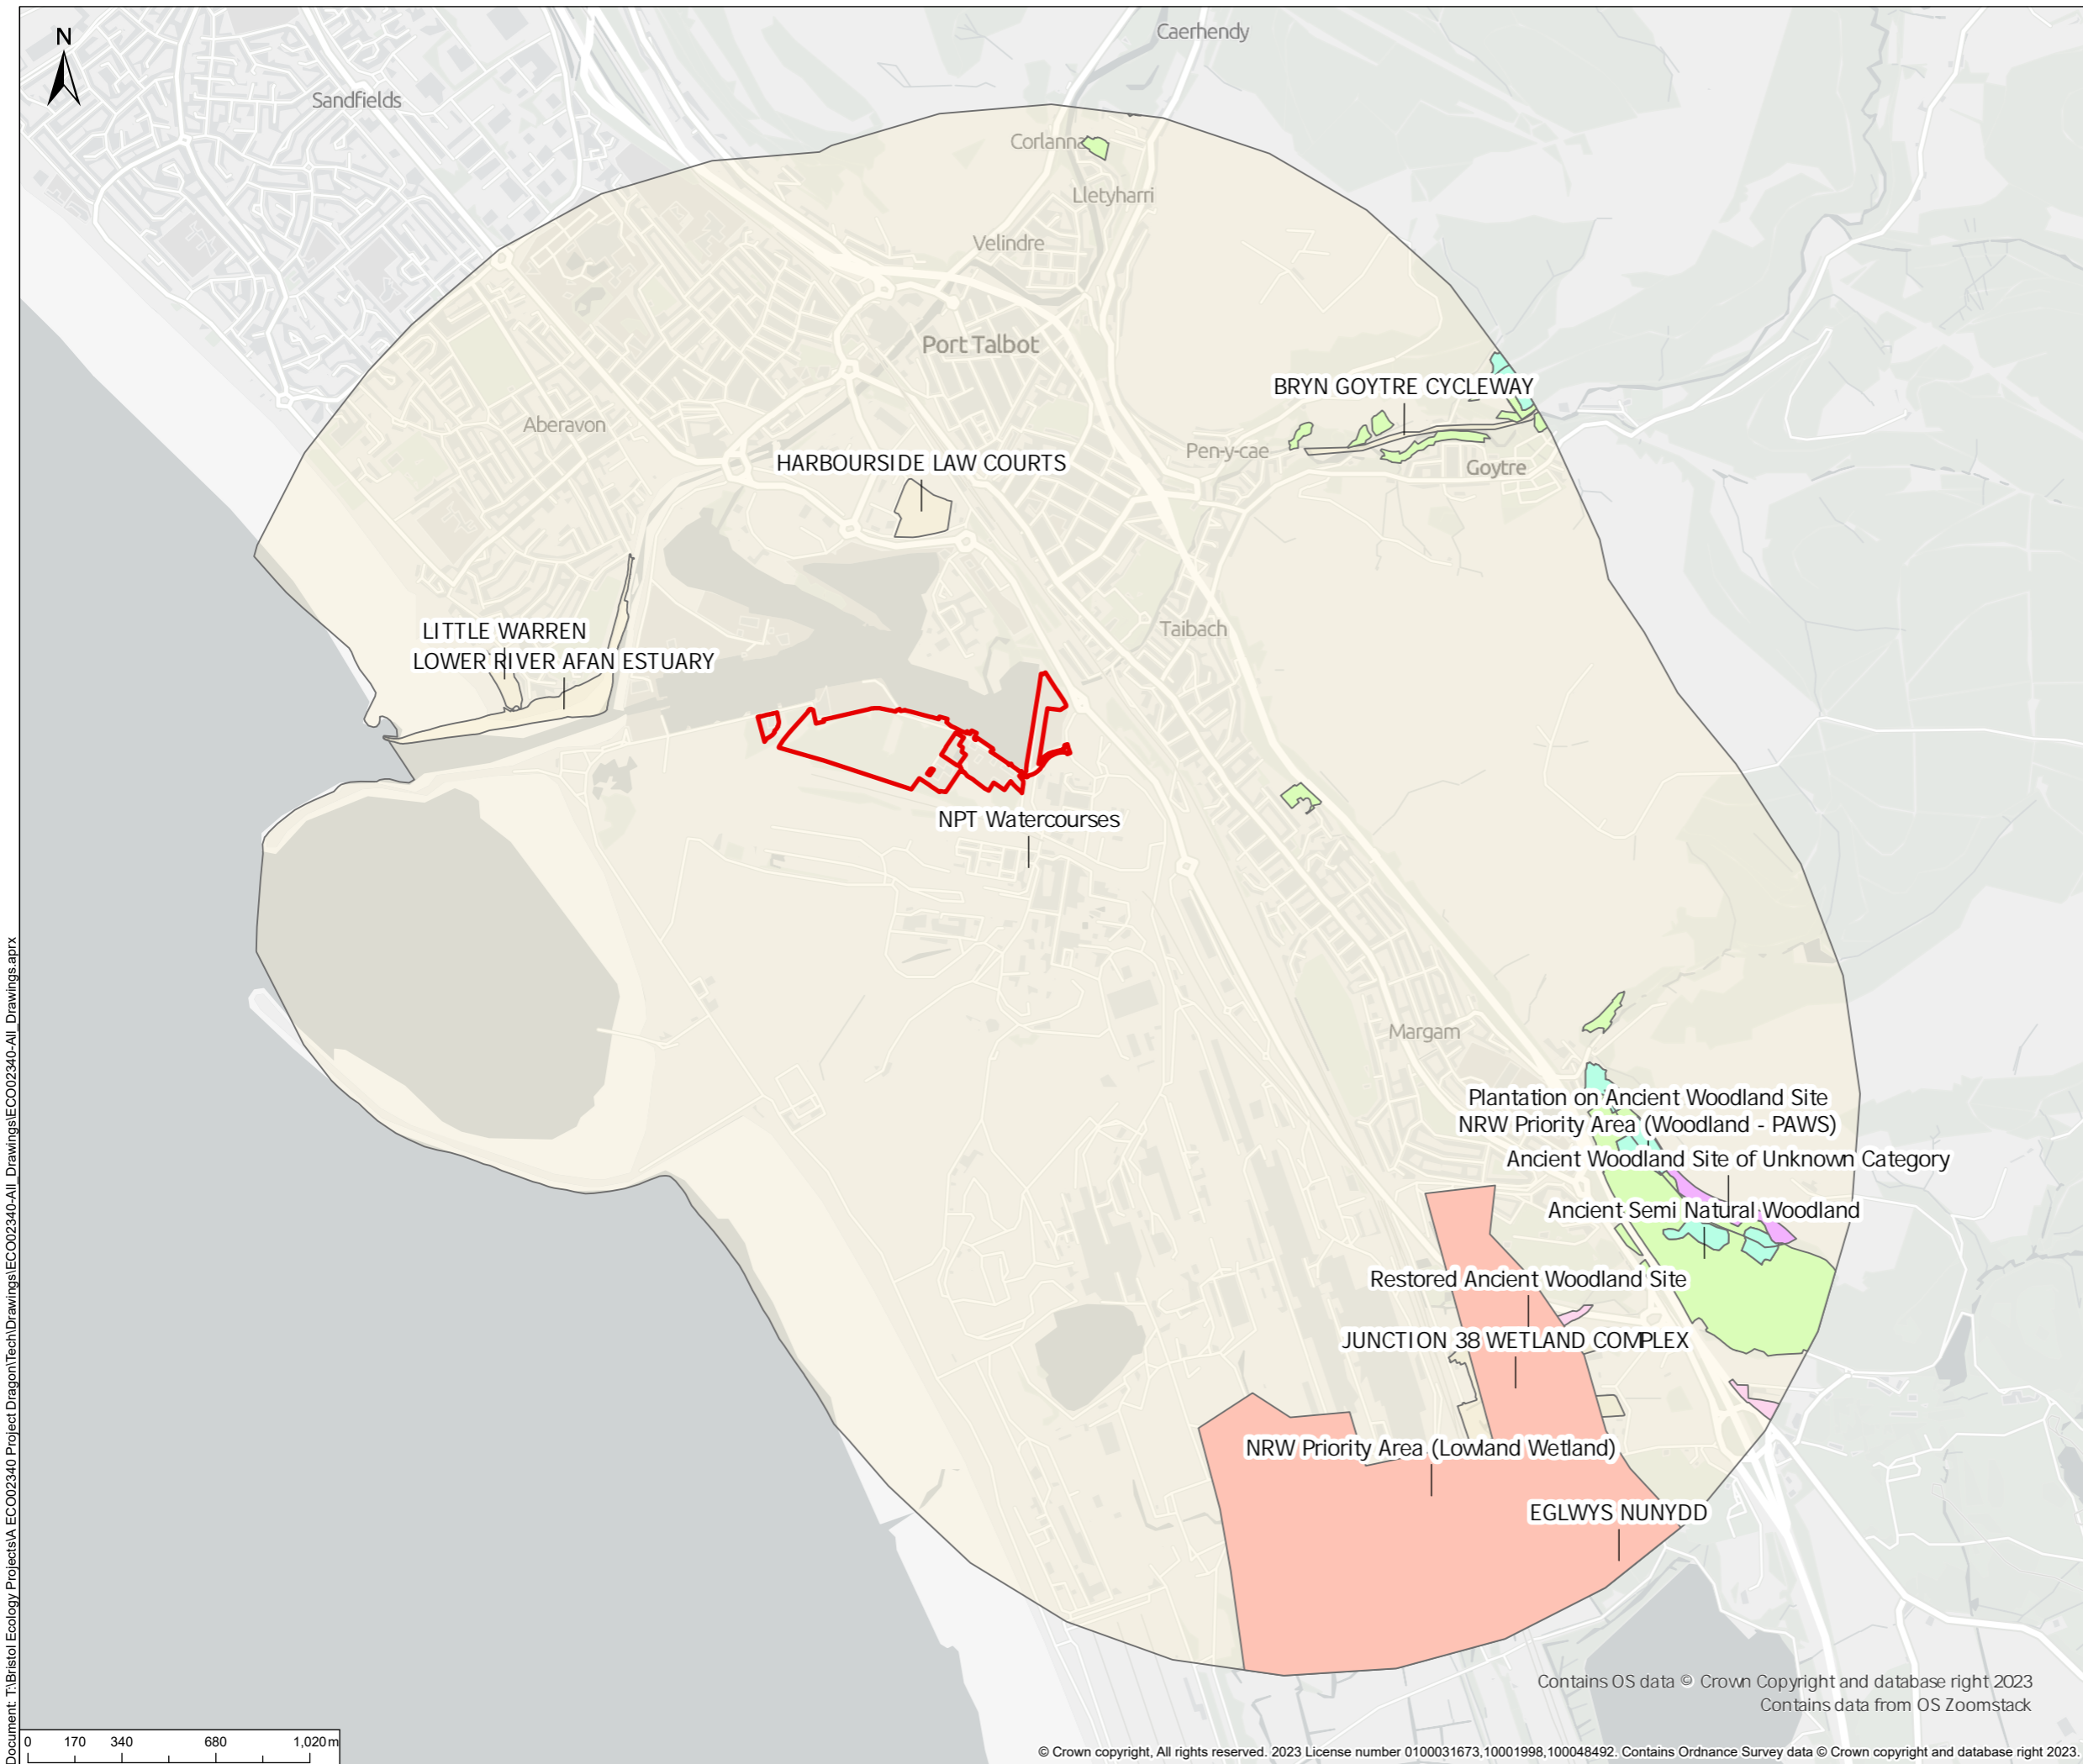 N
Caerhendy
Sandfields
Corlanna
Lletyharri
Velindre
Port Talbot
BRYN GOYTRE CYCLEWAY
Aberavon
Pen-y-cae
HARBOURSIDE LAW COURTS
Goytre
LITTLE WARREN
Taibach
LOWER RIVER AFAN ESTUARY
NPT Watercourses
Margam
Plantation on Ancient Woodland Site
NRW Priority Area (Woodland - PAWS)
Ancient Woodland Site of Unknown Category
Ancient Semi Natural Woodland
Restored Ancient Woodland Site
JUNCTION 38 WETLAND COMPLEX
NRW Priority Area (Lowland Wetland)
EGLWYS NUNYDD
Contains OS data © Crown Copyright and database right 2023
Contains data from OS Zoomstack
0 170 340 680 1,020 m
© Crown copyright, All rights reserved. 2023 License number 0100031673,10001998,100048492. Contains Ordnance Survey data © Crown copyright and database right 2023.
Document: T:\Bristol Ecology Projects\A ECO02340 Project Dragon\Tech\Drawings\ECO02340-All_Drawings\ECO02340-All_Drawings.aprx